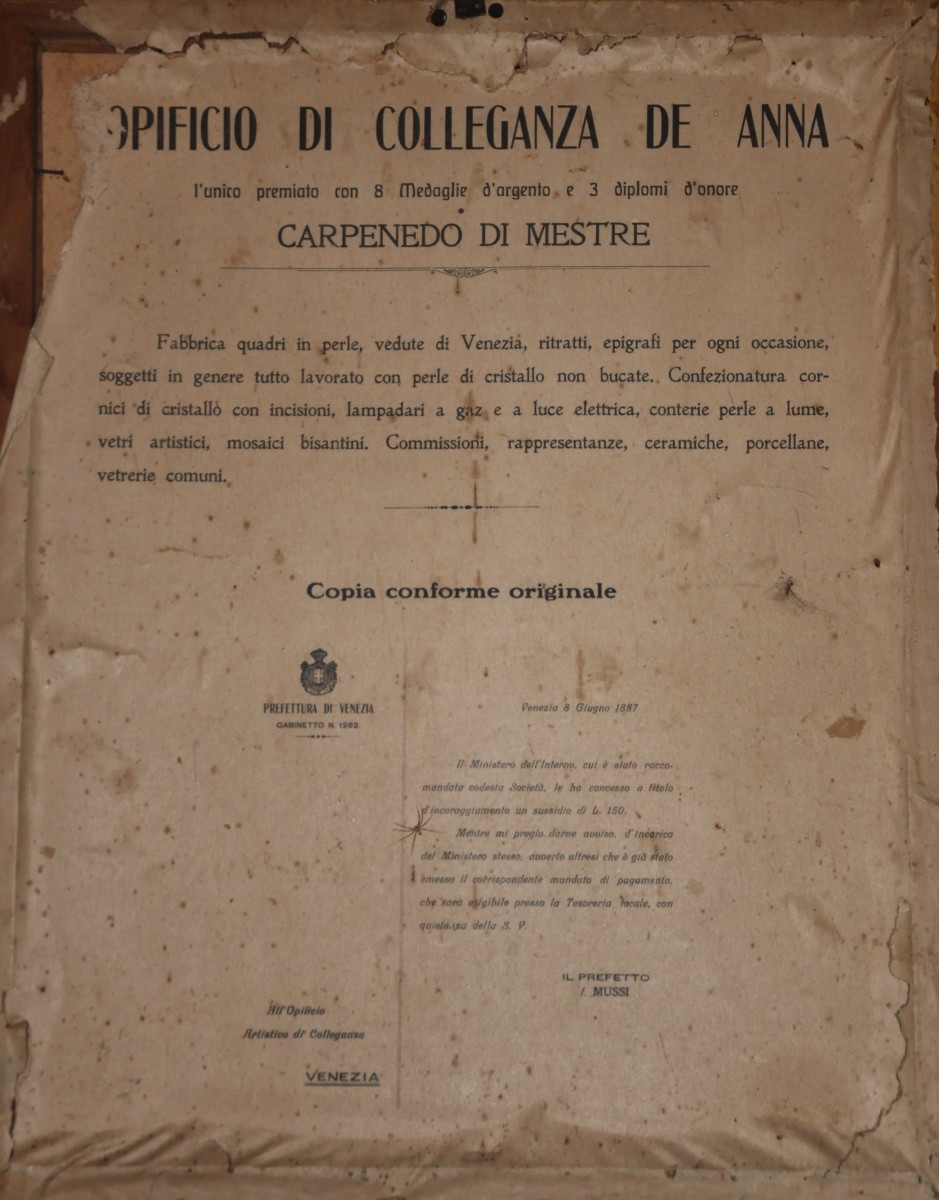 OPIFICIO DI COLLEGANZA DE ANNA
l'unico premiato con 8 Medaglie d'argento e 3 diplomi d'onore
CARPENEDO DI MESTRE
Fabbrica quadri in perle, vedute di Venezia, ritratti, epigrafi per ogni occasione,
soggetti in genere tutto lavorato con perle di cristallo non bucate. Confezionatura cor-
nici di cristallo con incisioni, lampadari a gaz e a luce elettrica, conterie perle a lume,
vetri artistici, mosaici bisantini. Commissioni, rappresentanze, ceramiche, porcellane,
vetrerie comuni.
Copia conforme originale
PREFETTURA DI VENEZIA
GABINETTO N. 1262
Venezia 8 Giugno 1887
Il Ministero dell'Interno, cui è stato racco-
mandata codesta Società, le ha concesso a titolo
d'incoraggiamento un sussidio di L. 150.
Mentre mi pregio darne avviso, d'incarico
del Ministero stesso, avverto altresì che è già stato
emesso il corrispondente mandato di pagamento,
che sarà esigibile presso la Tesoreria locale, con
quietanza della S. V.
IL PREFETTO
MUSSI
All'Opificio
Artistico di Colleganza
VENEZIA